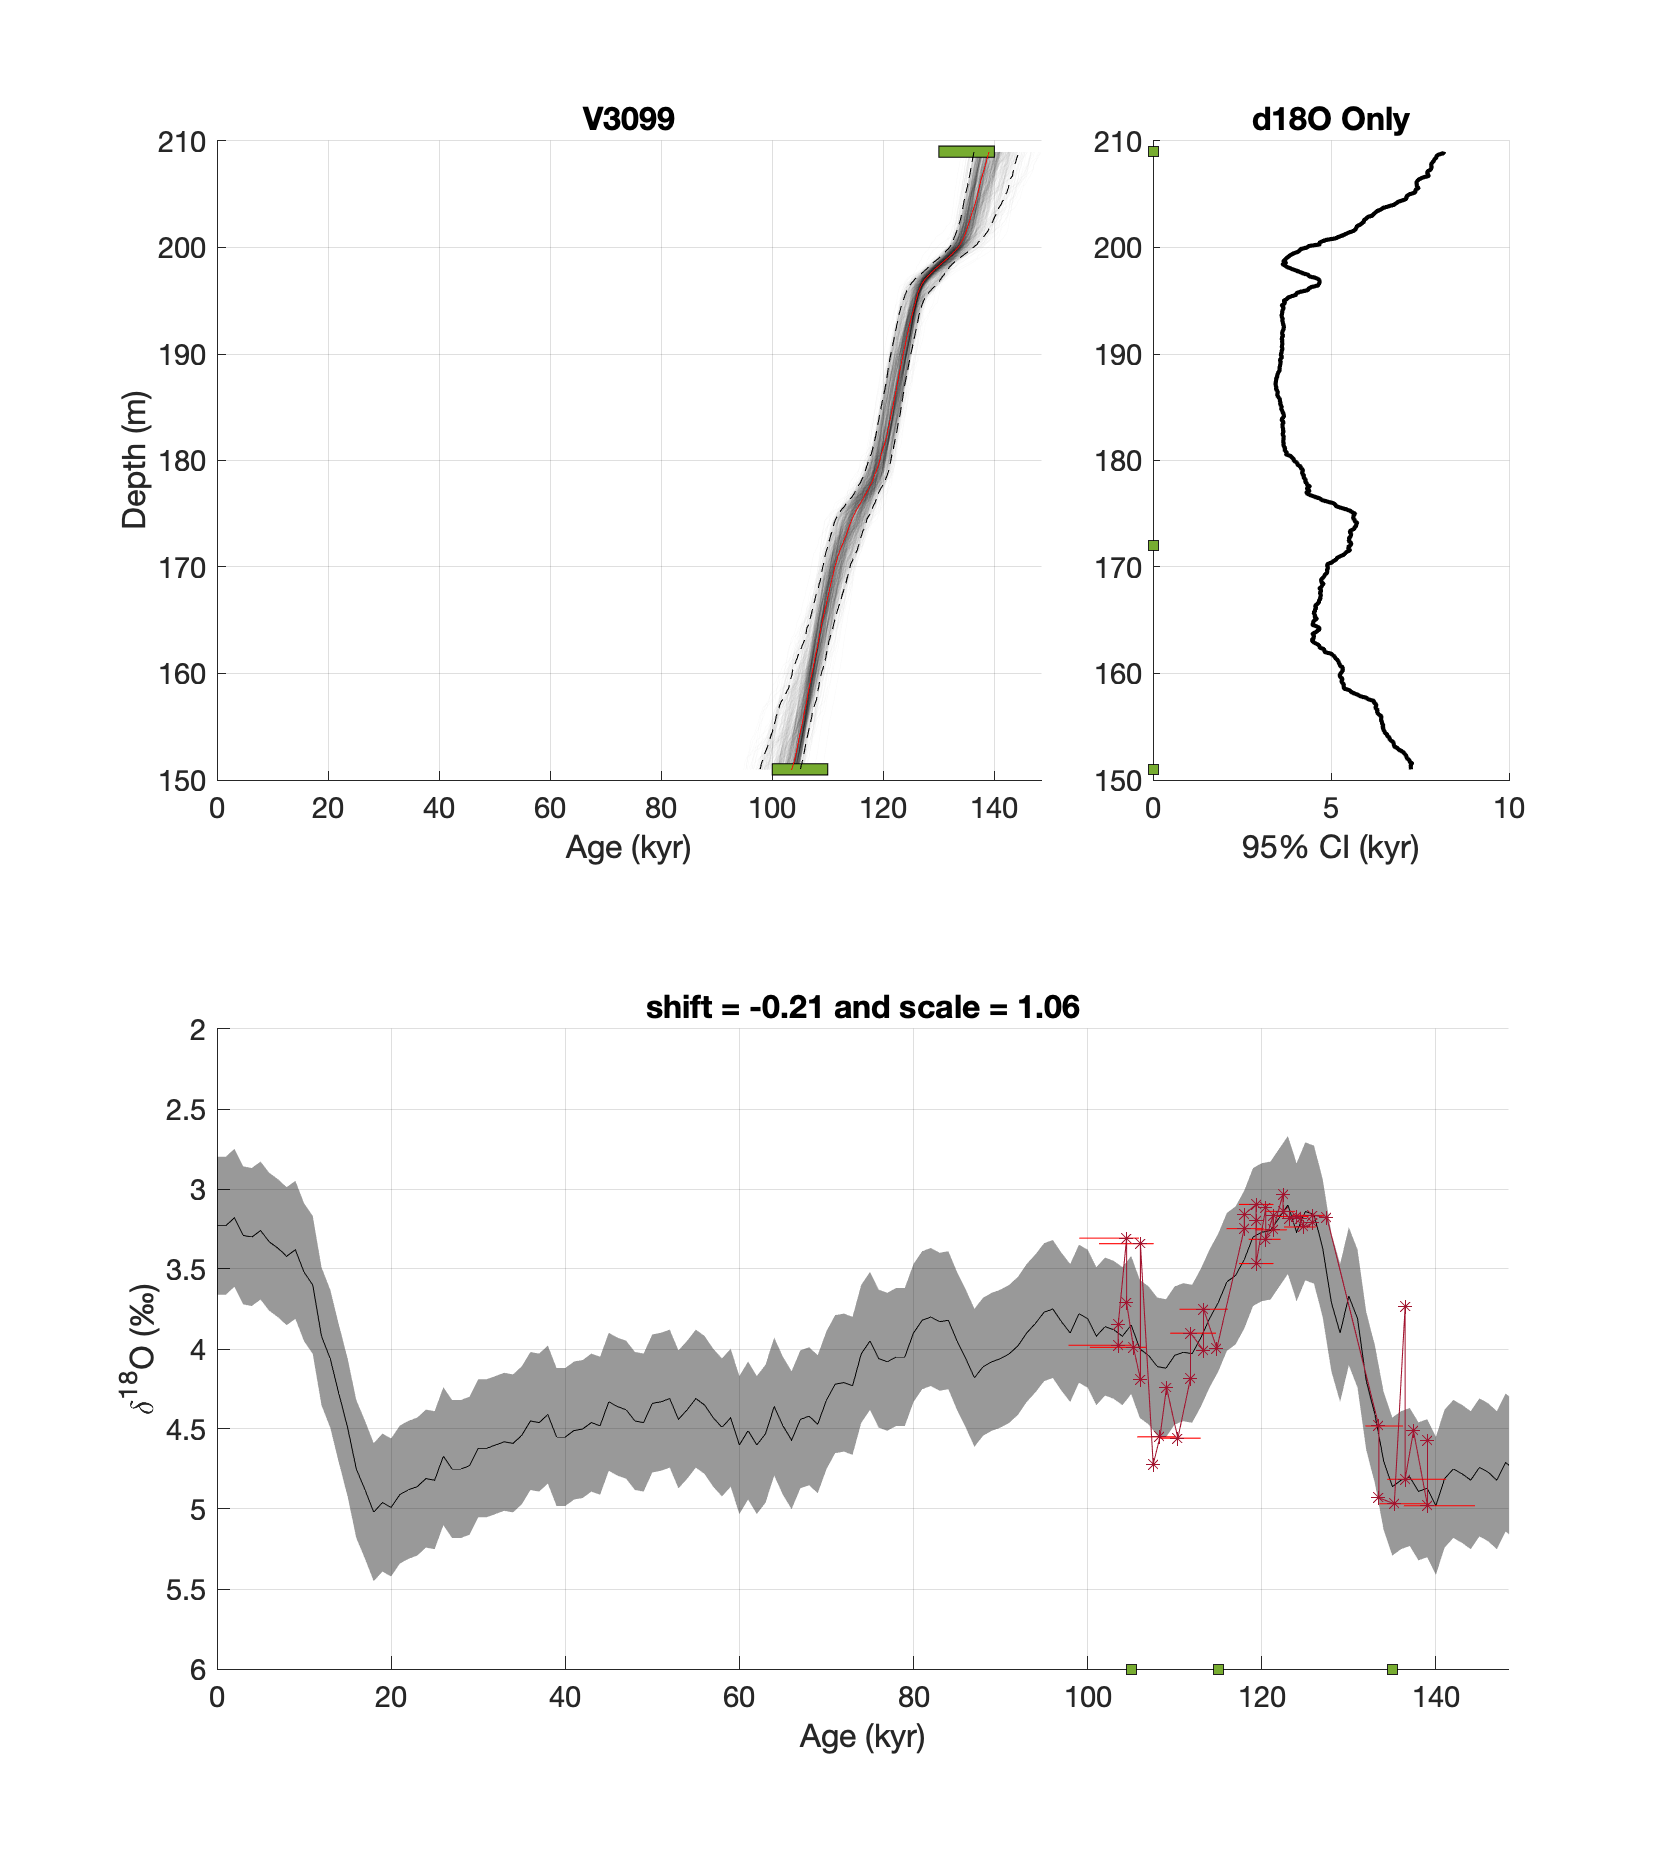 V3099
d18O Only
210
200
190
180
170
160
150
0 20 40 60 80 100 120 140
Depth (m)
Age (kyr)
210
200
190
180
170
160
150
0 5 10
95% CI (kyr)
shift = -0.21 and scale = 1.06
2
2.5
3
3.5
4
4.5
5
5.5
6
0 20 40 60 80 100 120 140
δ18O (‰)
Age (kyr)